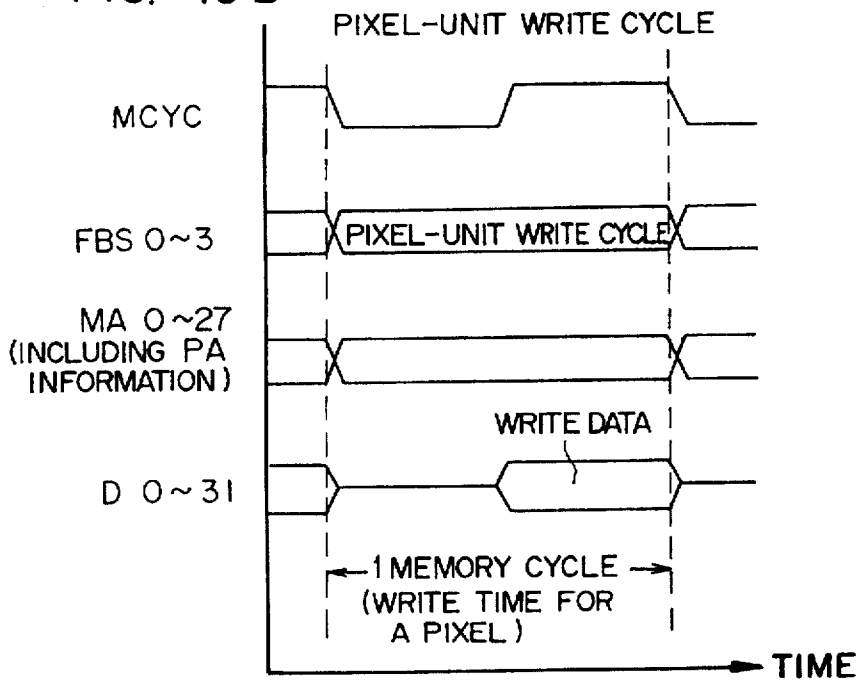 PIXEL-UNIT WRITE CYCLE
MCYC
FBS 0~3
PIXEL-UNIT WRITE CYCLE
MA 0~27
(INCLUDING PA
INFORMATION)
WRITE DATA
D 0~31
1 MEMORY CYCLE
(WRITE TIME FOR
A PIXEL)
TIME